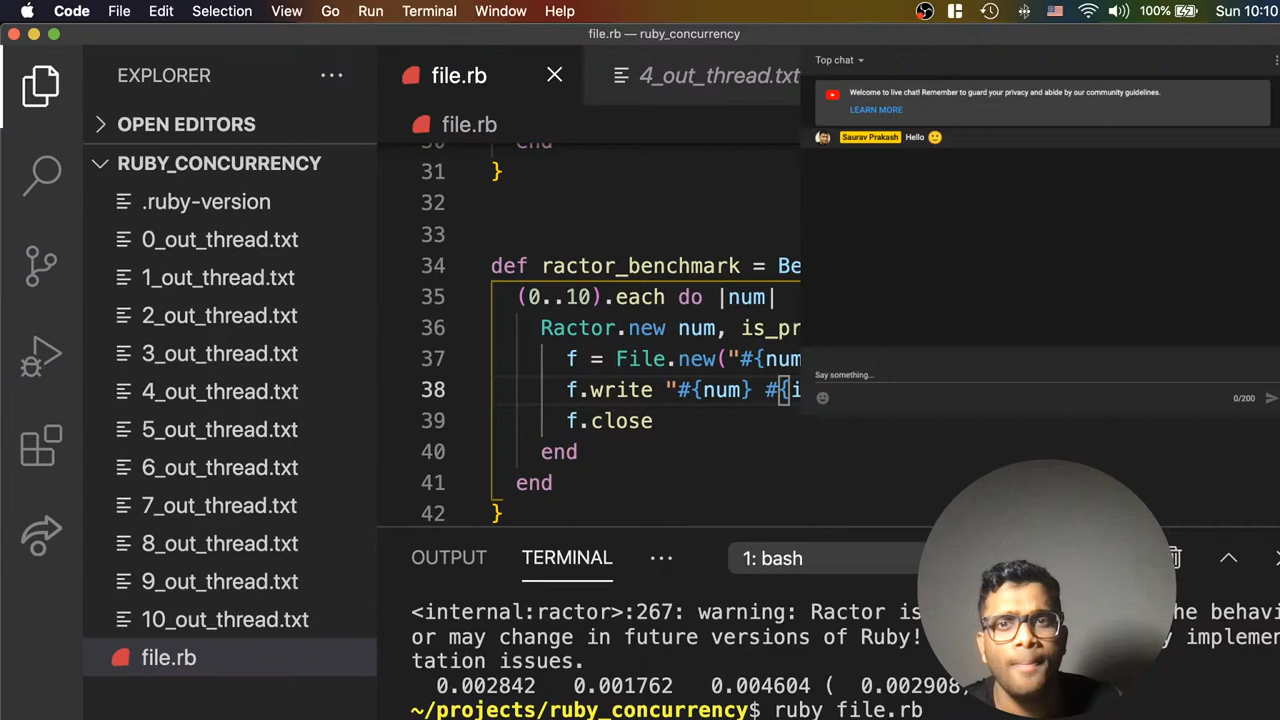 Code File Edit Selection View Go Run Terminal Window Help 100% Sun 10:10
file.rb — ruby_concurrency
EXPLORER
OPEN EDITORS
RUBY_CONCURRENCY
.ruby-version
0_out_thread.txt
1_out_thread.txt
2_out_thread.txt
3_out_thread.txt
4_out_thread.txt
5_out_thread.txt
6_out_thread.txt
7_out_thread.txt
8_out_thread.txt
9_out_thread.txt
10_out_thread.txt
file.rb
file.rb 4_out_thread.txt
file.rb
end
31 }
32
33
34 def ractor_benchmark = Be
35 (0..10).each do |num|
36 Ractor.new num, is_pr
37 f = File.new("#{num
38 f.write "#{num} #{i
39 f.close
40 end
41 end
42 }
Top chat
Welcome to live chat! Remember to guard your privacy and abide by our community guidelines.
LEARN MORE
Saurav Prakash Hello
Say something...
0/200
OUTPUT TERMINAL ··· 1: bash
<internal:ractor>:267: warning: Ractor is he behavi
or may change in future versions of Ruby! y implemen
tation issues.
0.002842 0.001762 0.004604 ( 0.002908
~/projects/ruby_concurrency$ ruby file.rb